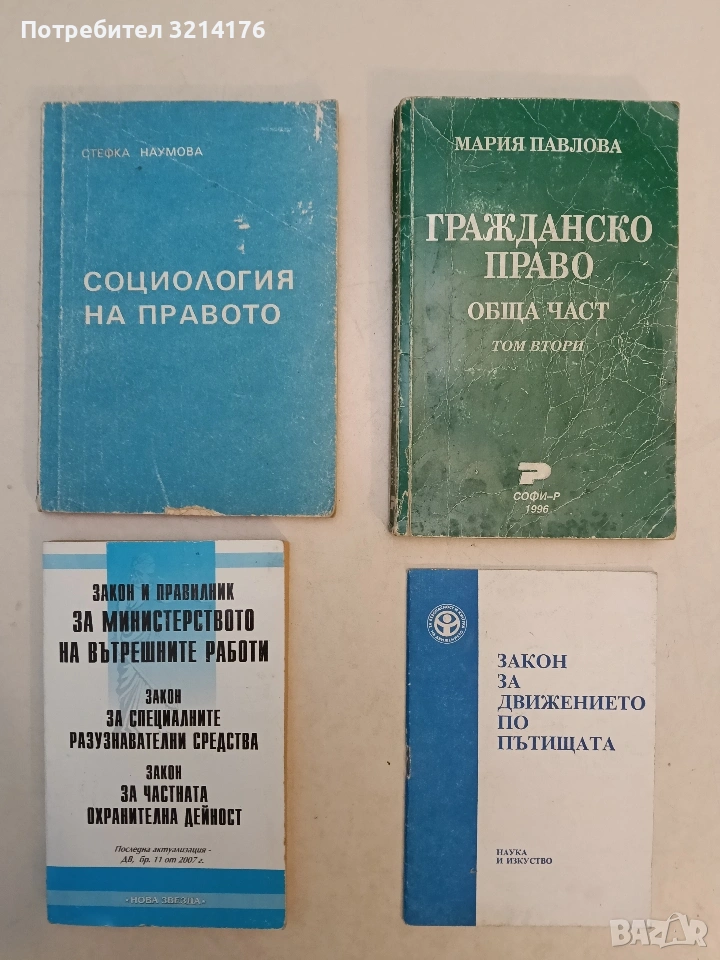 Потребител 3214176
СТЕФКА НАУМОВА
СОЦИОЛОГИЯ
НА ПРАВОТО
МАРИЯ ПАВЛОВА
ГРАЖДАНСКО
ПРАВО
ОБЩА ЧАСТ
ТОМ ВТОРИ
СОФИ-Р
1996
ЗАКОН И ПРАВИЛНИК
ЗА МИНИСТЕРСТВОТО
НА ВЪТРЕШНИТЕ РАБОТИ
ЗАКОН
ЗА СПЕЦИАЛНИТЕ
РАЗУЗНАВАТЕЛНИ СРЕДСТВА
ЗАКОН
ЗА ЧАСТНАТА
ОХРАНИТЕЛНА ДЕЙНОСТ
Последна актуализация -
ДВ, бр. 11 от 2007 г.
«НОВА ЗВЕЗДА»
ЗАКОН
ЗА
ДВИЖЕНИЕТО
ПО
ПЪТИЩАТА
НАУКА
И ИЗКУСТВО
BAZAR